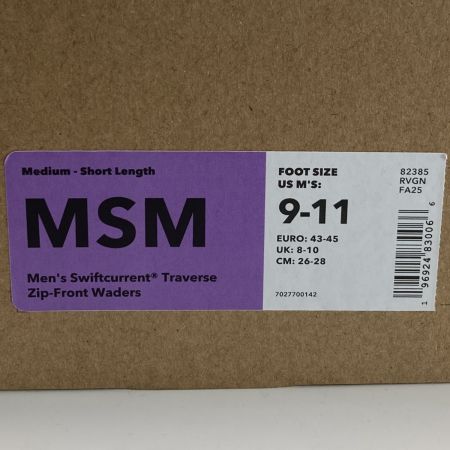 Medium - Short Length
MSM
Men's Swiftcurrent® Traverse
Zip-Front Waders
FOOT SIZE
US M'S:
9-11
EURO: 43-45
UK: 8-10
CM: 26-28
7027700142
82385
RVGN
FA25
1 96924 83006 6